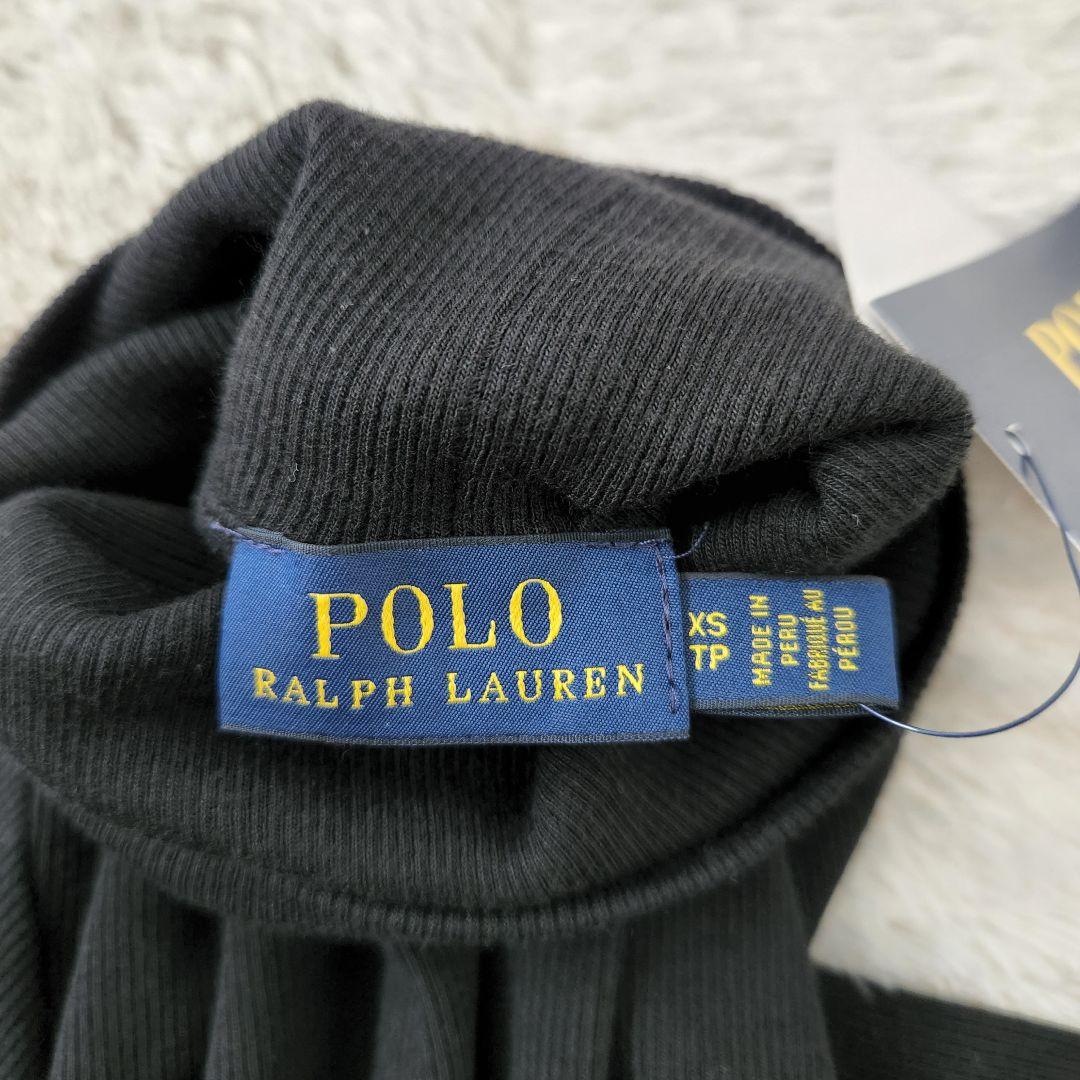 POLO
RALPH LAUREN
XS
TP
MADE IN
PERU
FABRIQUÉ AU
PÉROU